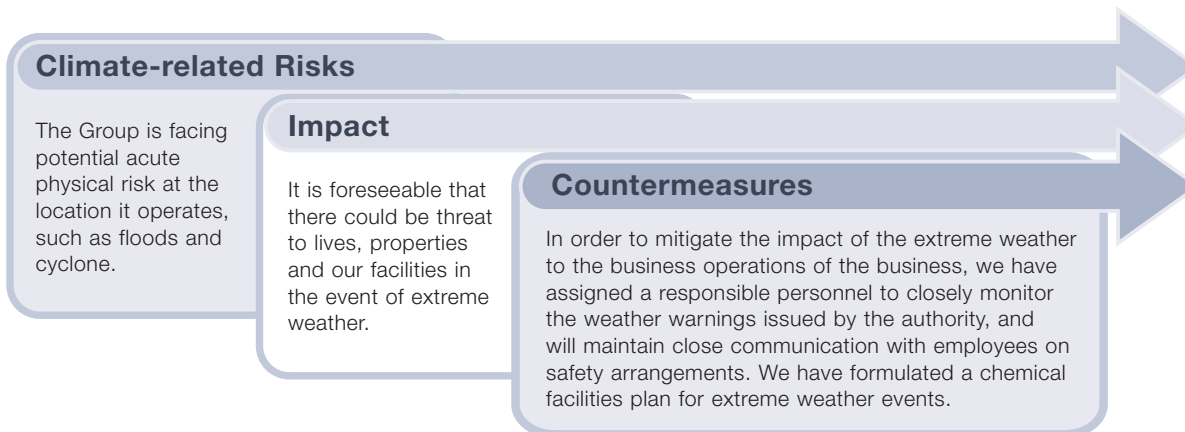 Climate-related Risks
The Group is facing
potential acute
physical risk at the
location it operates,
such as floods and
cyclone.
Impact
It is foreseeable that
there could be threat
to lives, properties
and our facilities in
the event of extreme
weather.
Countermeasures
In order to mitigate the impact of the extreme weather
to the business operations of the business, we have
assigned a responsible personnel to closely monitor
the weather warnings issued by the authority, and
will maintain close communication with employees on
safety arrangements. We have formulated a chemical
facilities plan for extreme weather events.